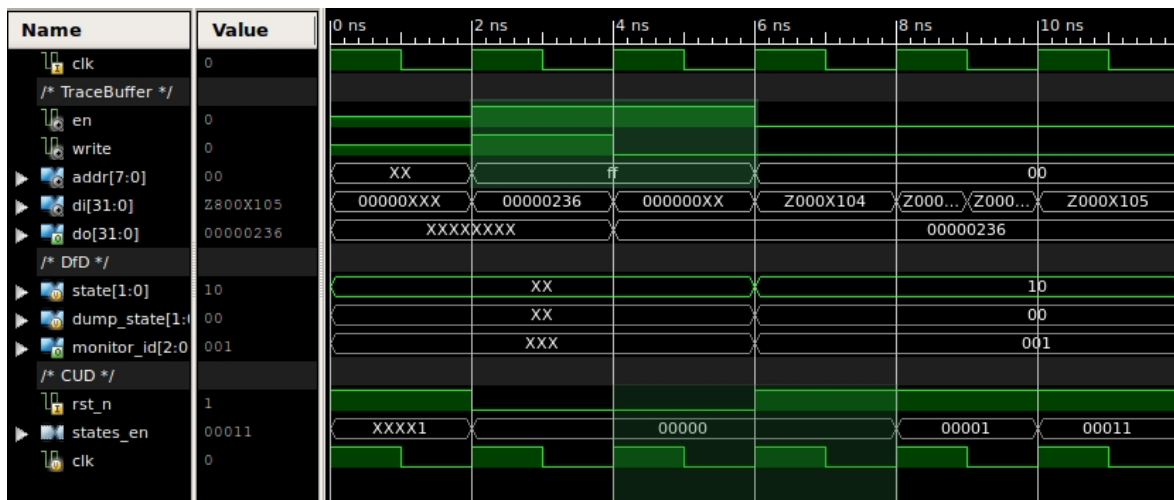 Name Value 0 ns 2 ns 4 ns 6 ns 8 ns 10 ns
clk 0
/* TraceBuffer */
en 0
write 0
addr[7:0] 00 XX ff 00
di[31:0] Z800X105 00000XXX 00000236 000000XX Z000X104 Z000... Z000... Z000X105
do[31:0] 00000236 XXXXXXXX 00000236
/* DfD */
state[1:0] 10 XX 10
dump_state[1:( 00 XX 00
monitor_id[2:0 001 XXX 001
/* CUD */
rst_n 1
states_en 00011 XXXX1 00000 00001 00011
clk 0